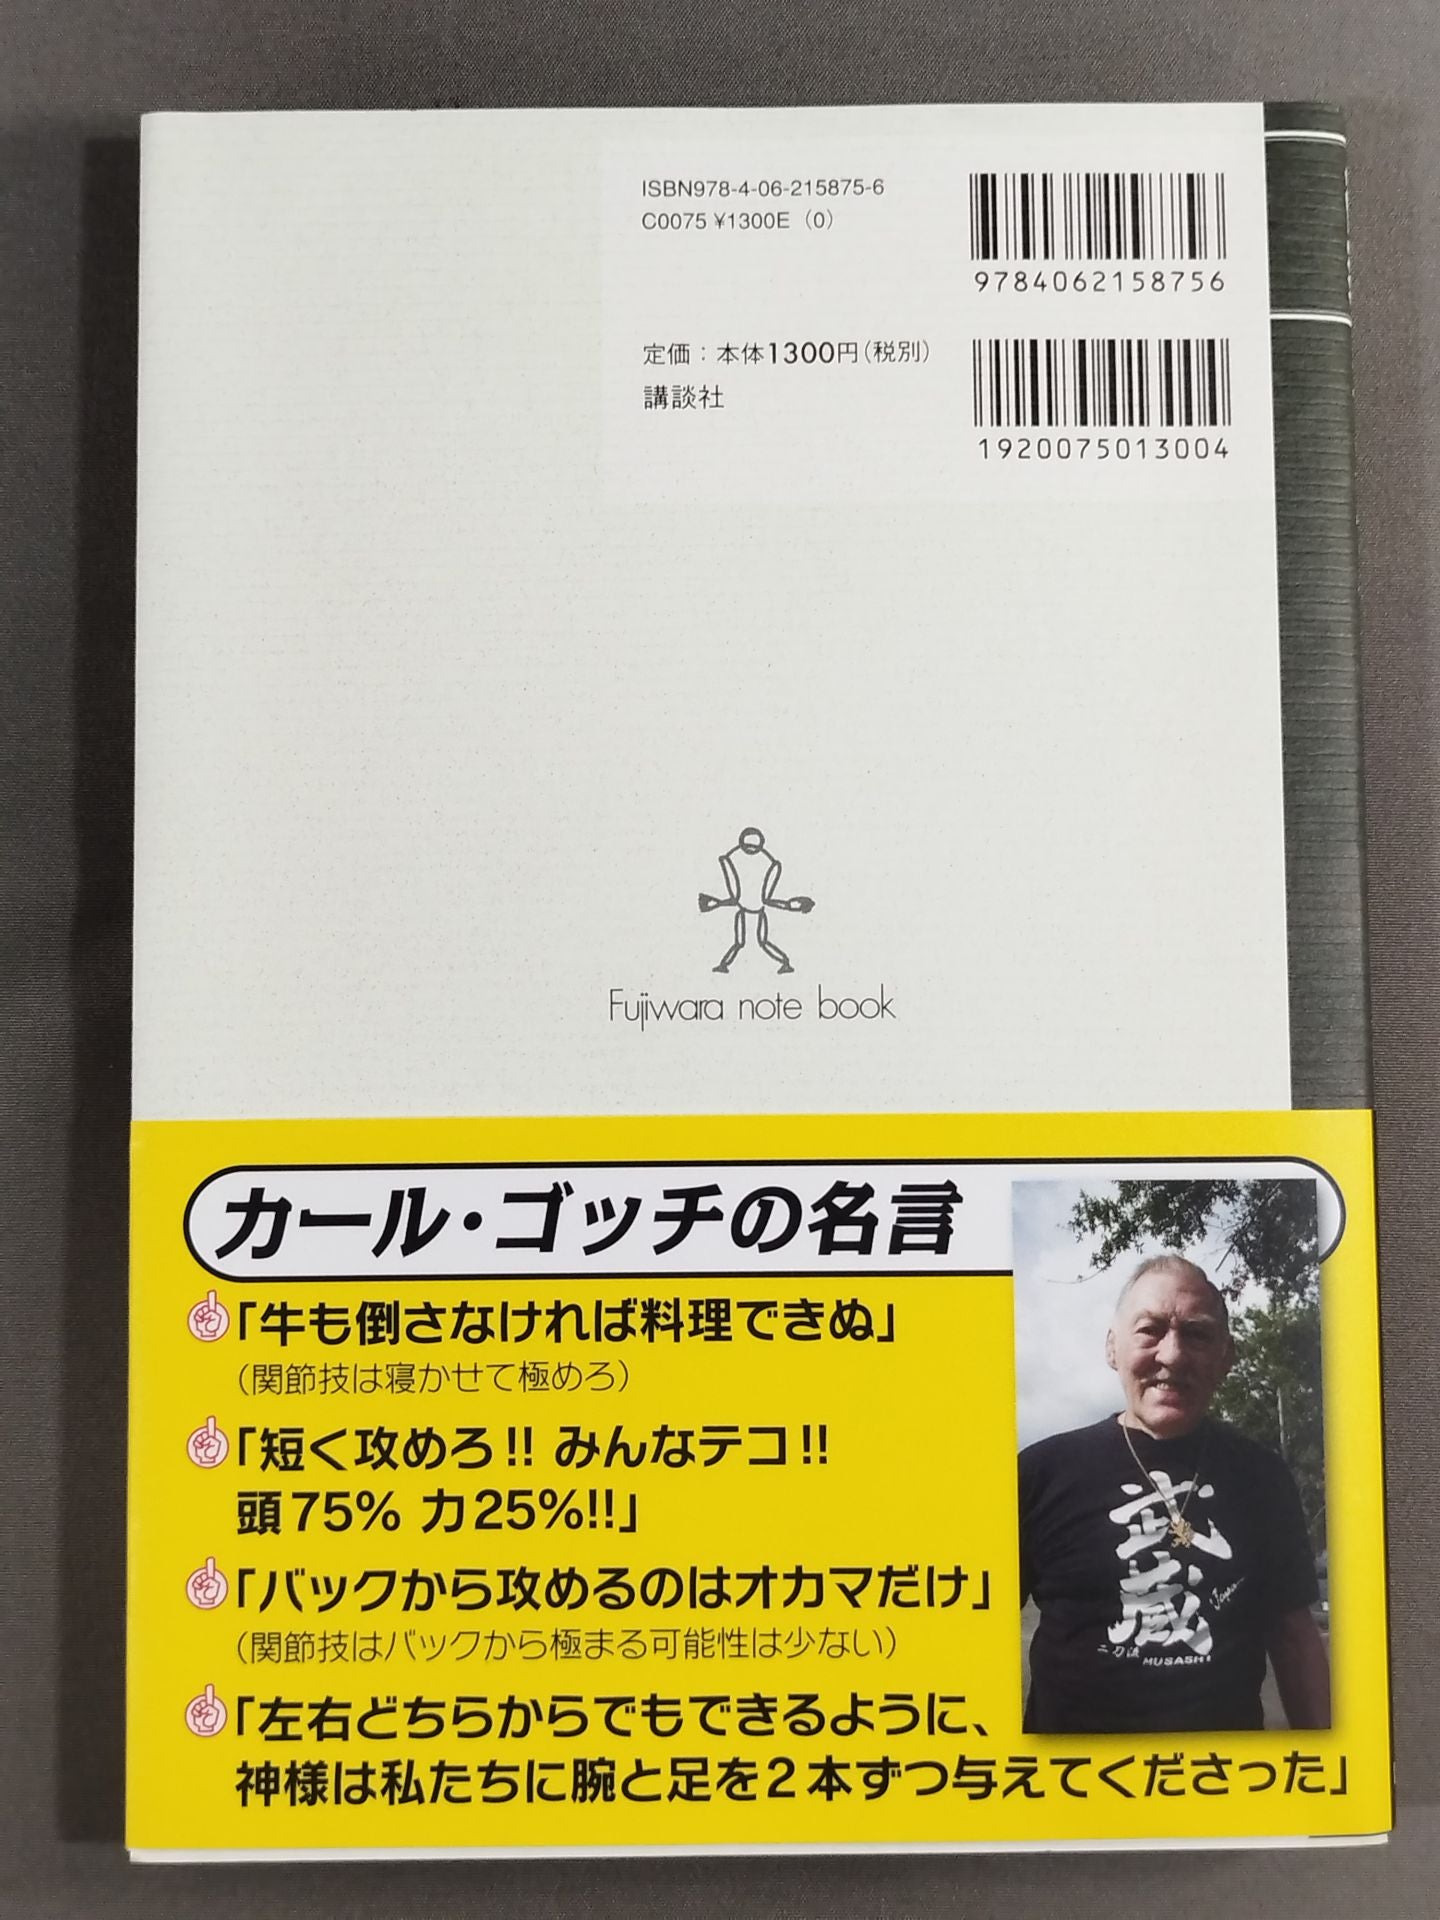 ISBN978-4-06-215875-6
C0075 ¥1300E (0)
9784062158756
定価：本体1300円(税別)
講談社
1920075013004
Fujiwara note book
カール・ゴッチの名言
「牛も倒さなければ料理できぬ」
(関節技は寝かせて極めろ)
「短く攻めろ!! みんなテコ!!
頭75% 力25%!!」
「バックから攻めるのはオカマだけ」
(関節技はバックから極まる可能性は少ない)
「左右どちらからでもできるように、
神様は私たちに腕と足を2本ずつ与えてくださった」
武蔵
Japan
二刀流
MUSASHI